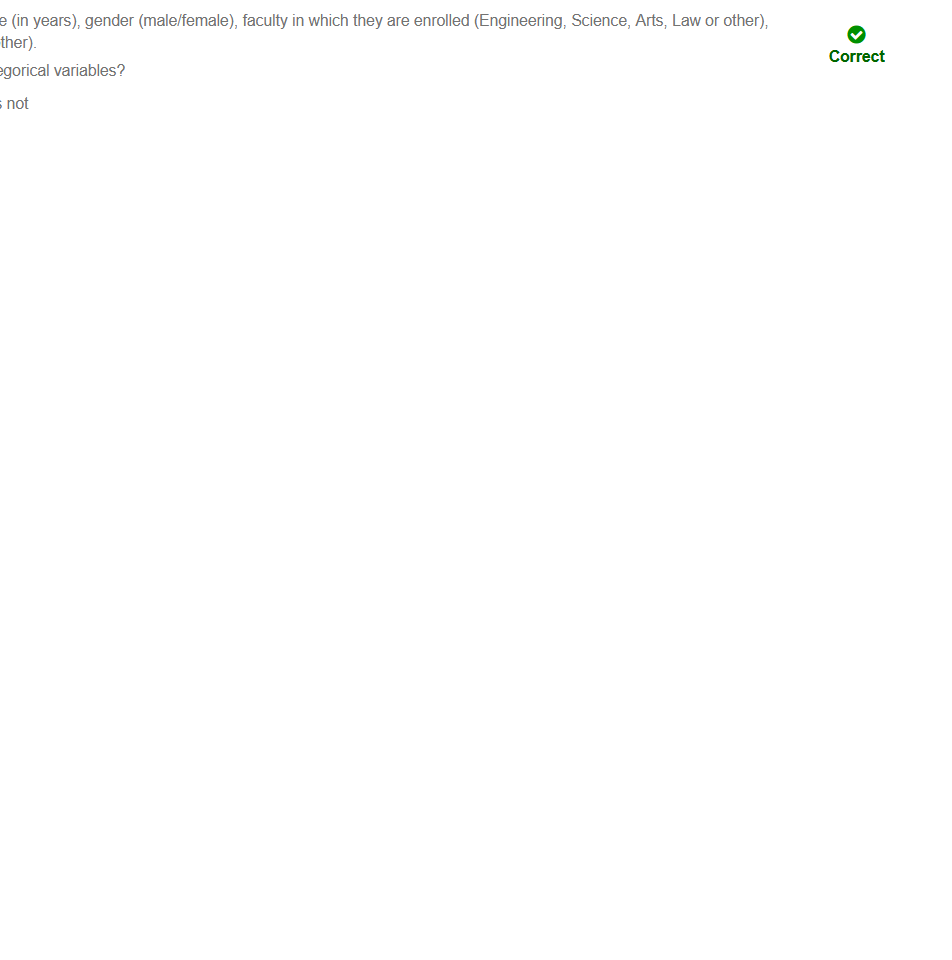 e (in years), gender (male/female), faculty in which they are enrolled (Engineering, Science, Arts, Law or other),
ther).
egorical variables?
s not
Correct